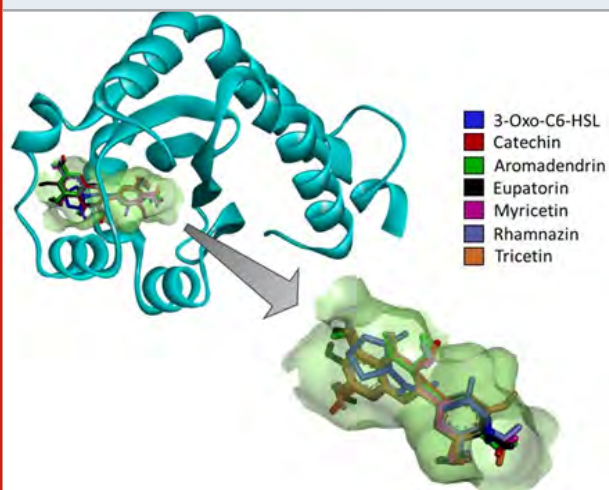 3-Oxo-C6-HSL
Catechin
Aromadendrin
Eupatorin
Myricetin
Rhamnazin
Tricetin